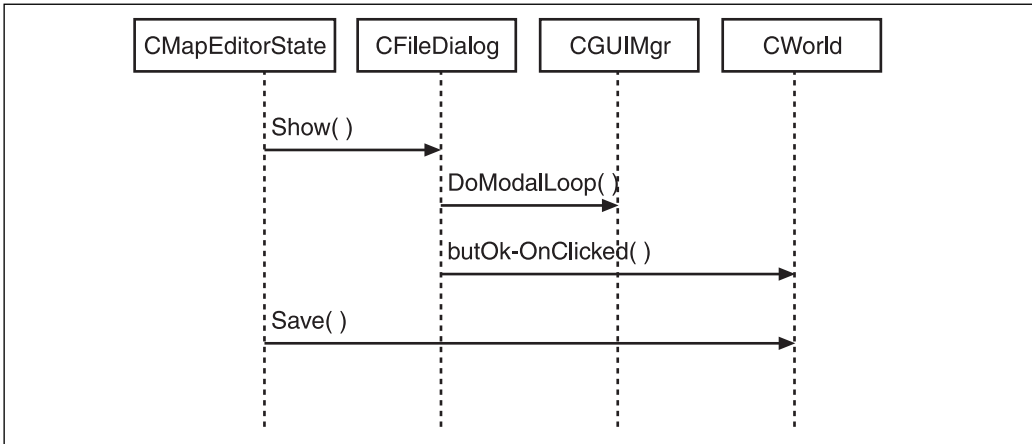 CMapEditorState
CFileDialog
CGUIMgr
CWorld
Show( )
DoModalLoop( )
butOk-OnClicked( )
Save( )